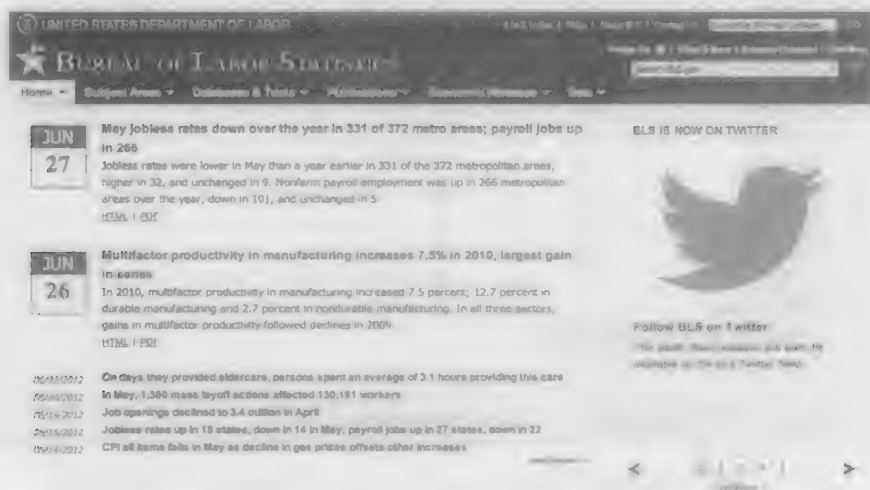 UNITED STATES DEPARTMENT OF LABOR
BUREAU OF LABOR STATISTICS
Home Subject Areas Databases & Tools Publications Economic Releases
JUN
27
May jobless rates down over the year in 331 of 372 metro areas; payroll jobs up
in 266
Jobless rates were lower in May than a year earlier in 331 of the 372 metropolitan areas,
higher in 32, and unchanged in 9. Nonfarm payroll employment was up in 266 metropolitan
areas over the year, down in 101, and unchanged in 5.
HTML | PDF
JUN
26
Multifactor productivity in manufacturing increases 7.5% in 2010, largest gain
in series
In 2010, multifactor productivity in manufacturing increased 7.5 percent; 12.7 percent in
durable manufacturing and 2.7 percent in nondurable manufacturing. In all three sectors,
gains in multifactor productivity followed declines in 2009.
HTML | PDF
On days they provided eldercare, persons spent an average of 3.1 hours providing this care
In May, 1,380 mass layoff actions affected 130,191 workers
Job openings declined to 3.4 million in April
Jobless rates up in 18 states, down in 14 in May; payroll jobs up in 27 states, down in 22
06/14/2012 CPI all items falls in May as decline in gas prices offsets other increases
BLS IS NOW ON TWITTER
Follow BLS on Twitter